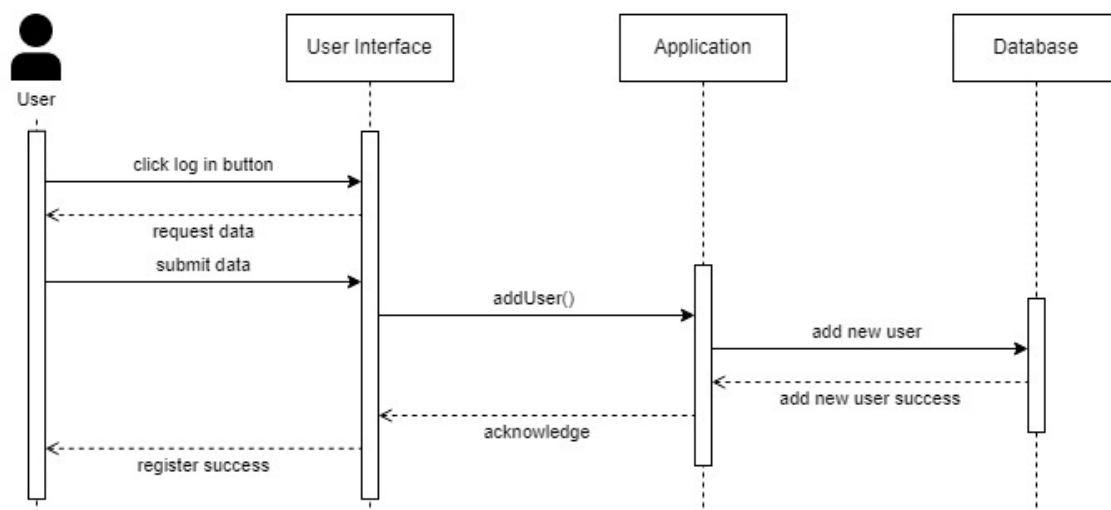 User Interface
Application
Database
User
click log in button
request data
submit data
addUser()
add new user
add new user success
acknowledge
register success